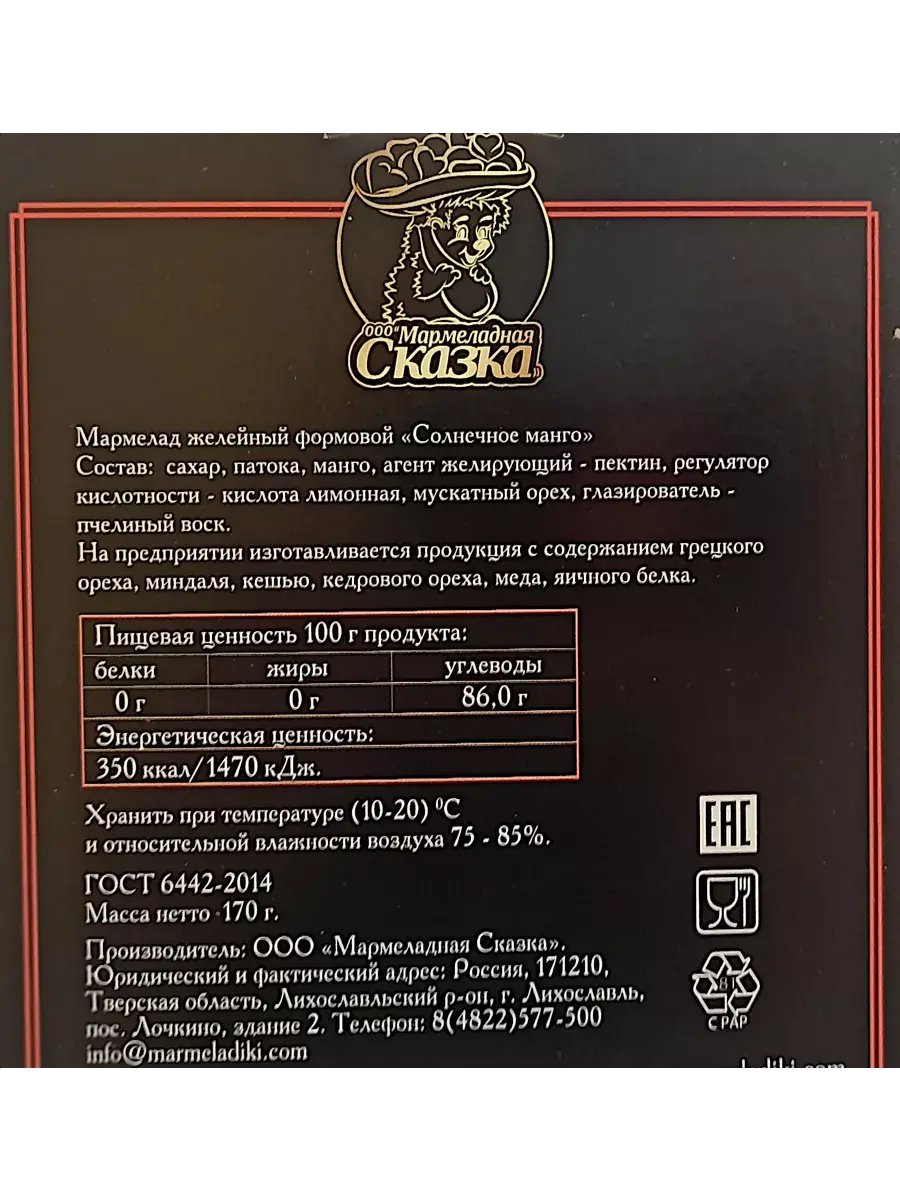 ООО "Мармеладная
Сказка"
Мармелад желейный формовой «Солнечное манго»
Состав: сахар, патока, манго, агент желирующий - пектин, регулятор
кислотности - кислота лимонная, мускатный орех, глазирователь -
пчелиный воск.
На предприятии изготавливается продукция с содержанием грецкого
ореха, миндаля, кешью, кедрового ореха, меда, яичного белка.
Пищевая ценность 100 г продукта:
белки жиры углеводы
0 г 0 г 86,0 г
Энергетическая ценность:
350 ккал/1470 кДж.
Хранить при температуре (10-20) ⁰С
и относительной влажности воздуха 75 - 85%.
EAC
ГОСТ 6442-2014
Масса нетто 170 г.
Производитель: ООО «Мармеладная Сказка».
Юридический и фактический адрес: Россия, 171210,
Тверская область, Лихославльский р-он, г. Лихославль,
пос. Лочкино, здание 2. Телефон: 8(4822)577-500
info@marmeladiki.com
81
C PAP